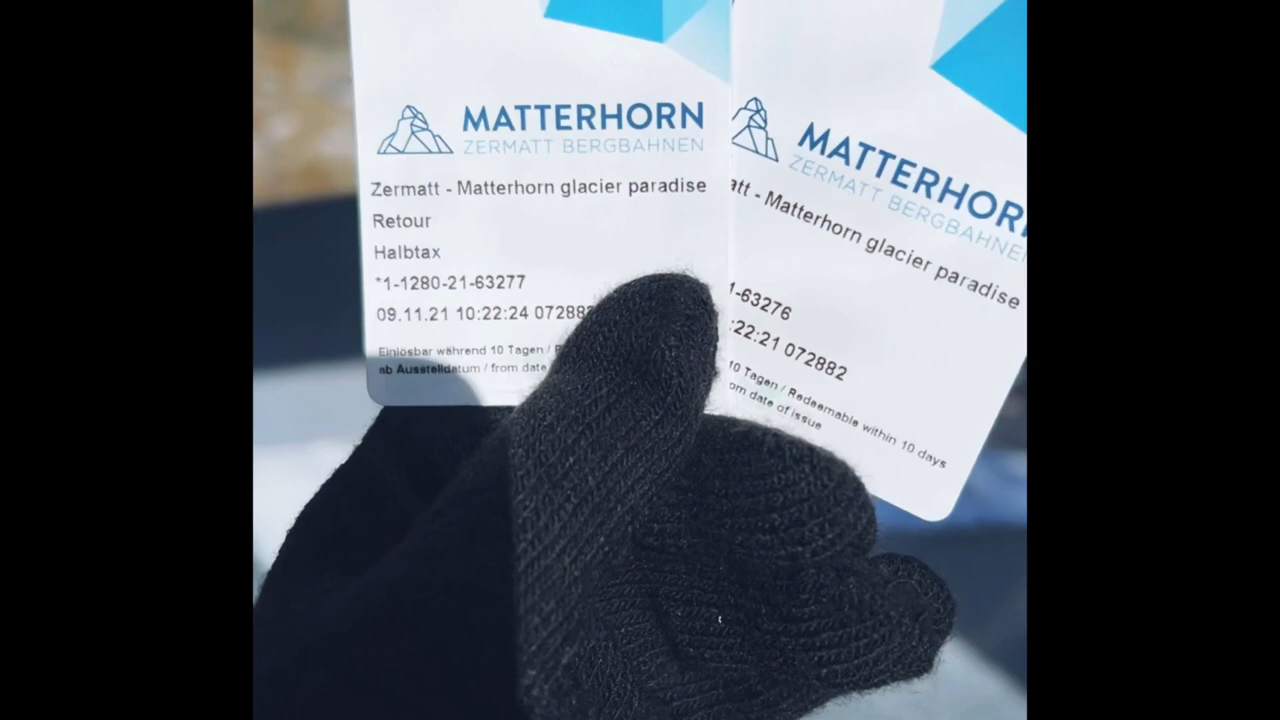 MATTERHORN
ZERMATT BERGBAHNEN
Zermatt - Matterhorn glacier paradise
Retour
Halbtax
*1-1280-21-63277
09.11.21 10:22:24 07288
Einlösbar während 10 Tagen /
ab Ausstelldatum / from date
MATTERHOR
ZERMATT BERGBAHNE
att - Matterhorn glacier paradise
1-63276
:22:21 072882
10 Tagen / Redeemable within 10 days
om date of issue